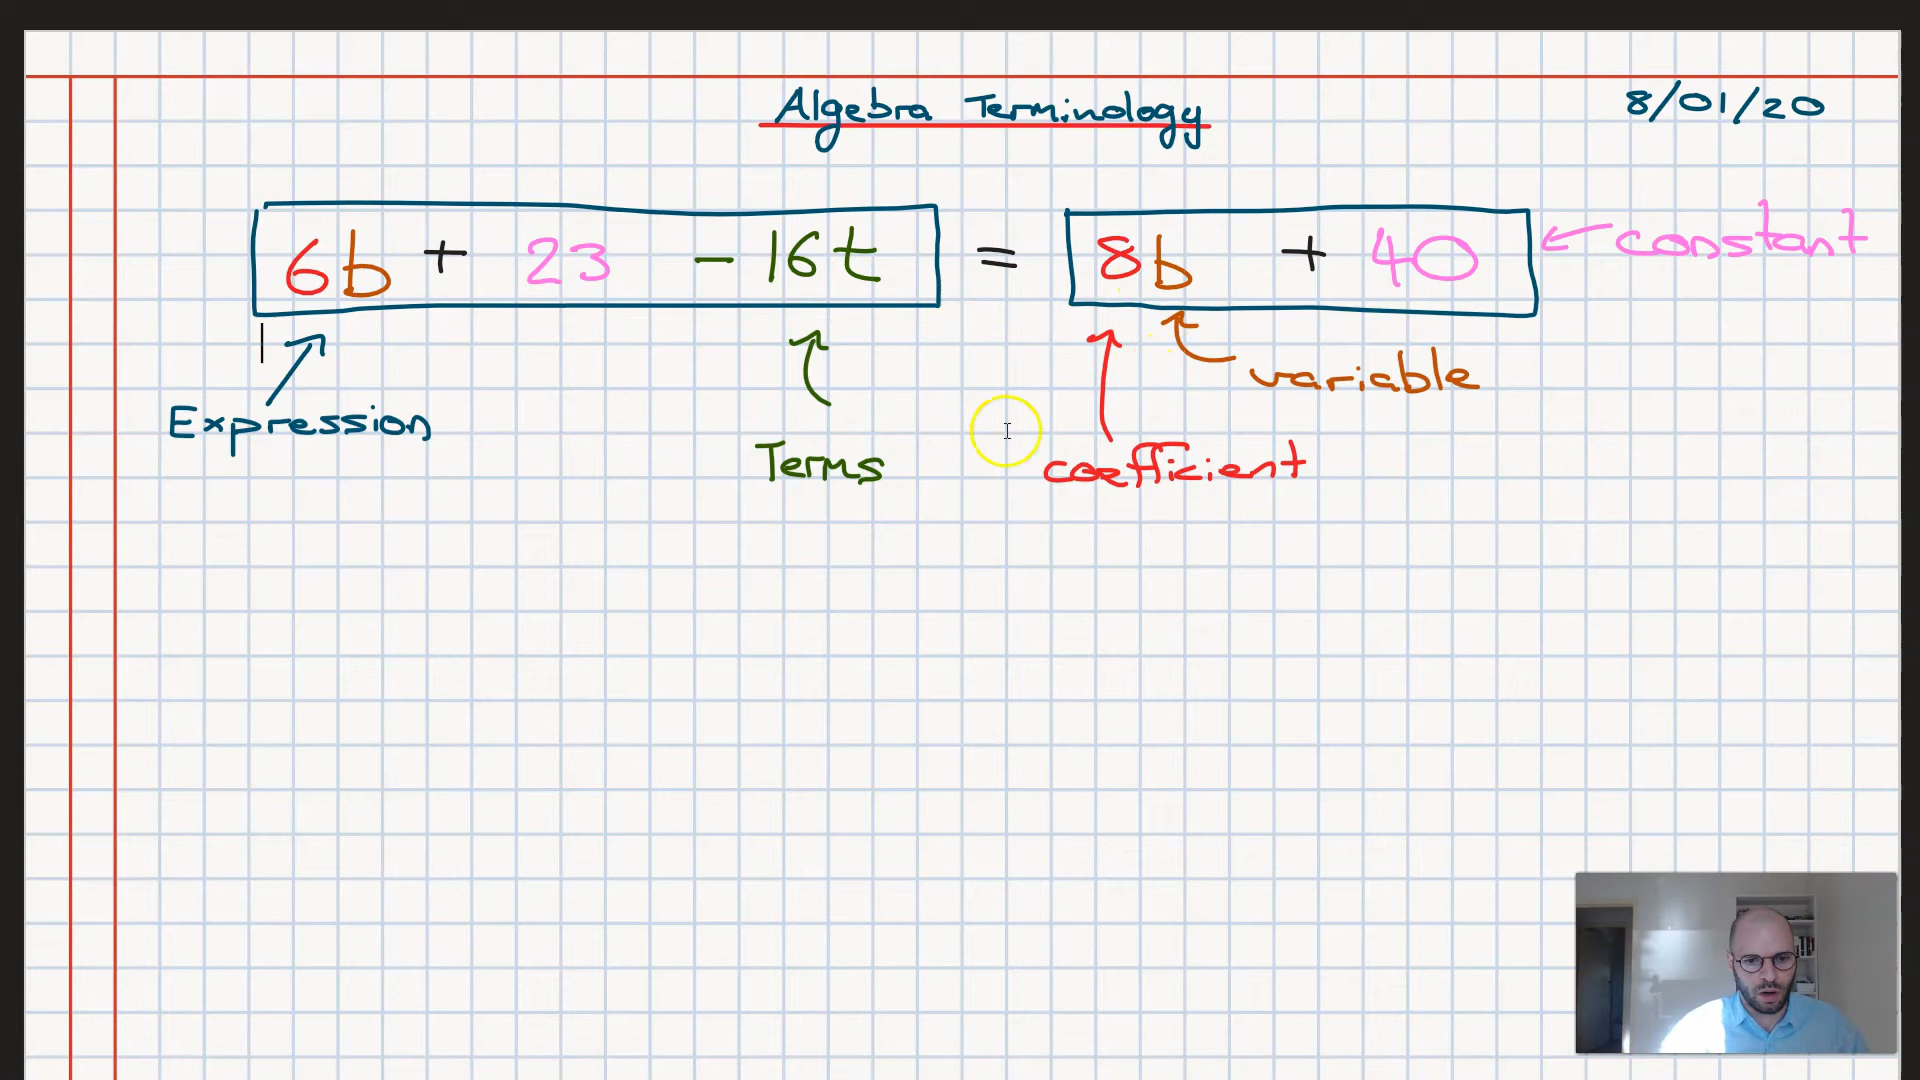 Algebra Terminology
8/01/20
6b + 23 - 16t = 8b + 40
constant
variable
Expression
Terms
coefficient